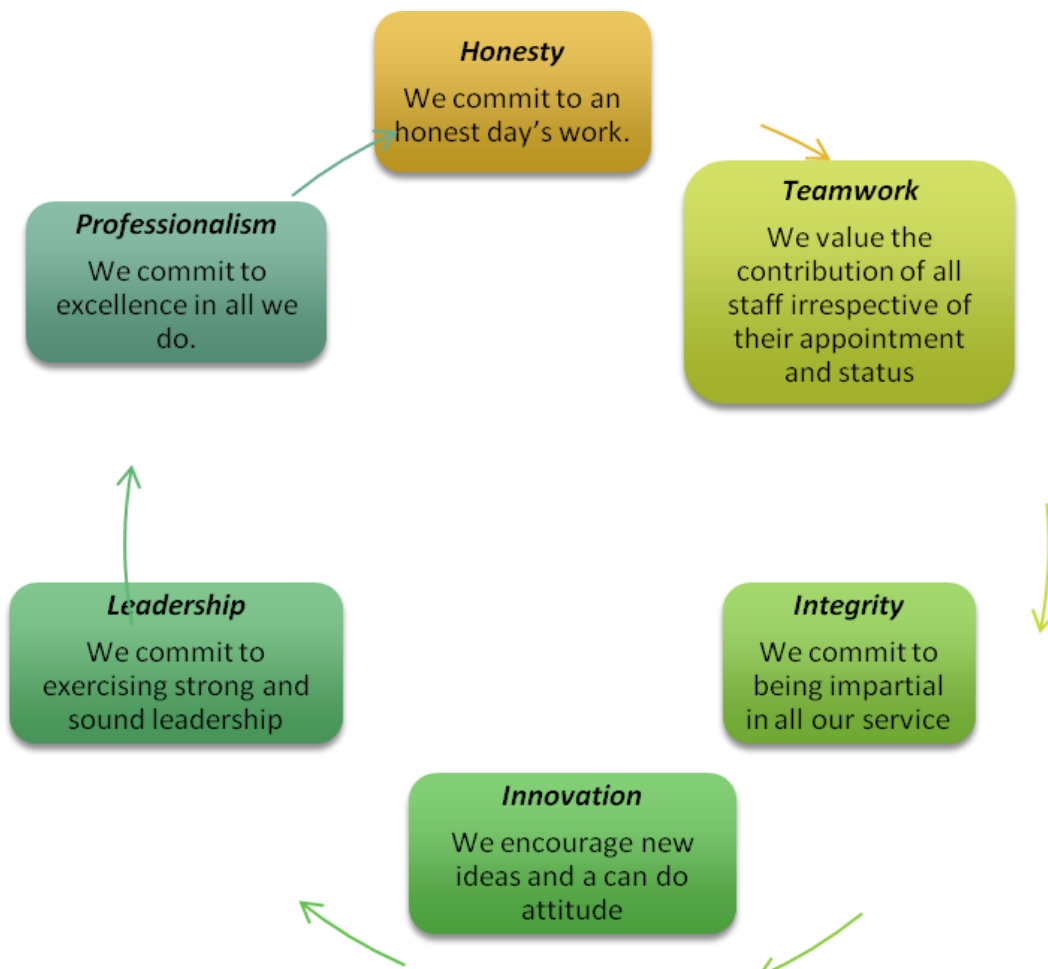 Honesty
We commit to an
honest day’s work.
Teamwork
We value the
contribution of all
staff irrespective of
their appointment
and status
Integrity
We commit to
being impartial
in all our service
Innovation
We encourage new
ideas and a can do
attitude
Leadership
We commit to
exercising strong and
sound leadership
Professionalism
We commit to
excellence in all we
do.